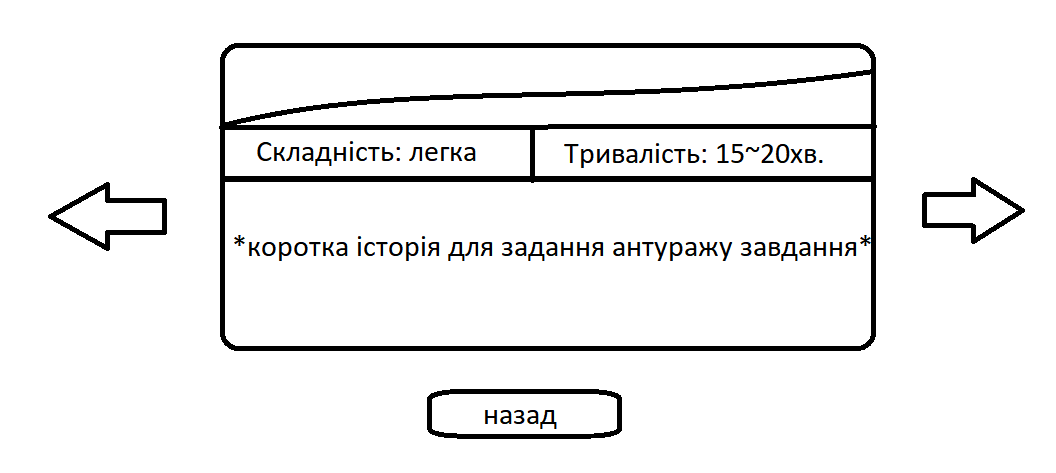 Складність: легка
Тривалість: 15~20хв.
*коротка історія для задання антуражу завдання*
назад